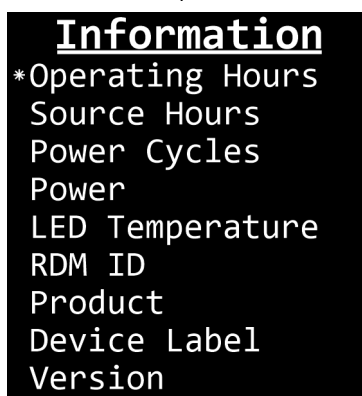 Information
*Operating Hours
Source Hours
Power Cycles
Power
LED Temperature
RDM ID
Product
Device Label
Version